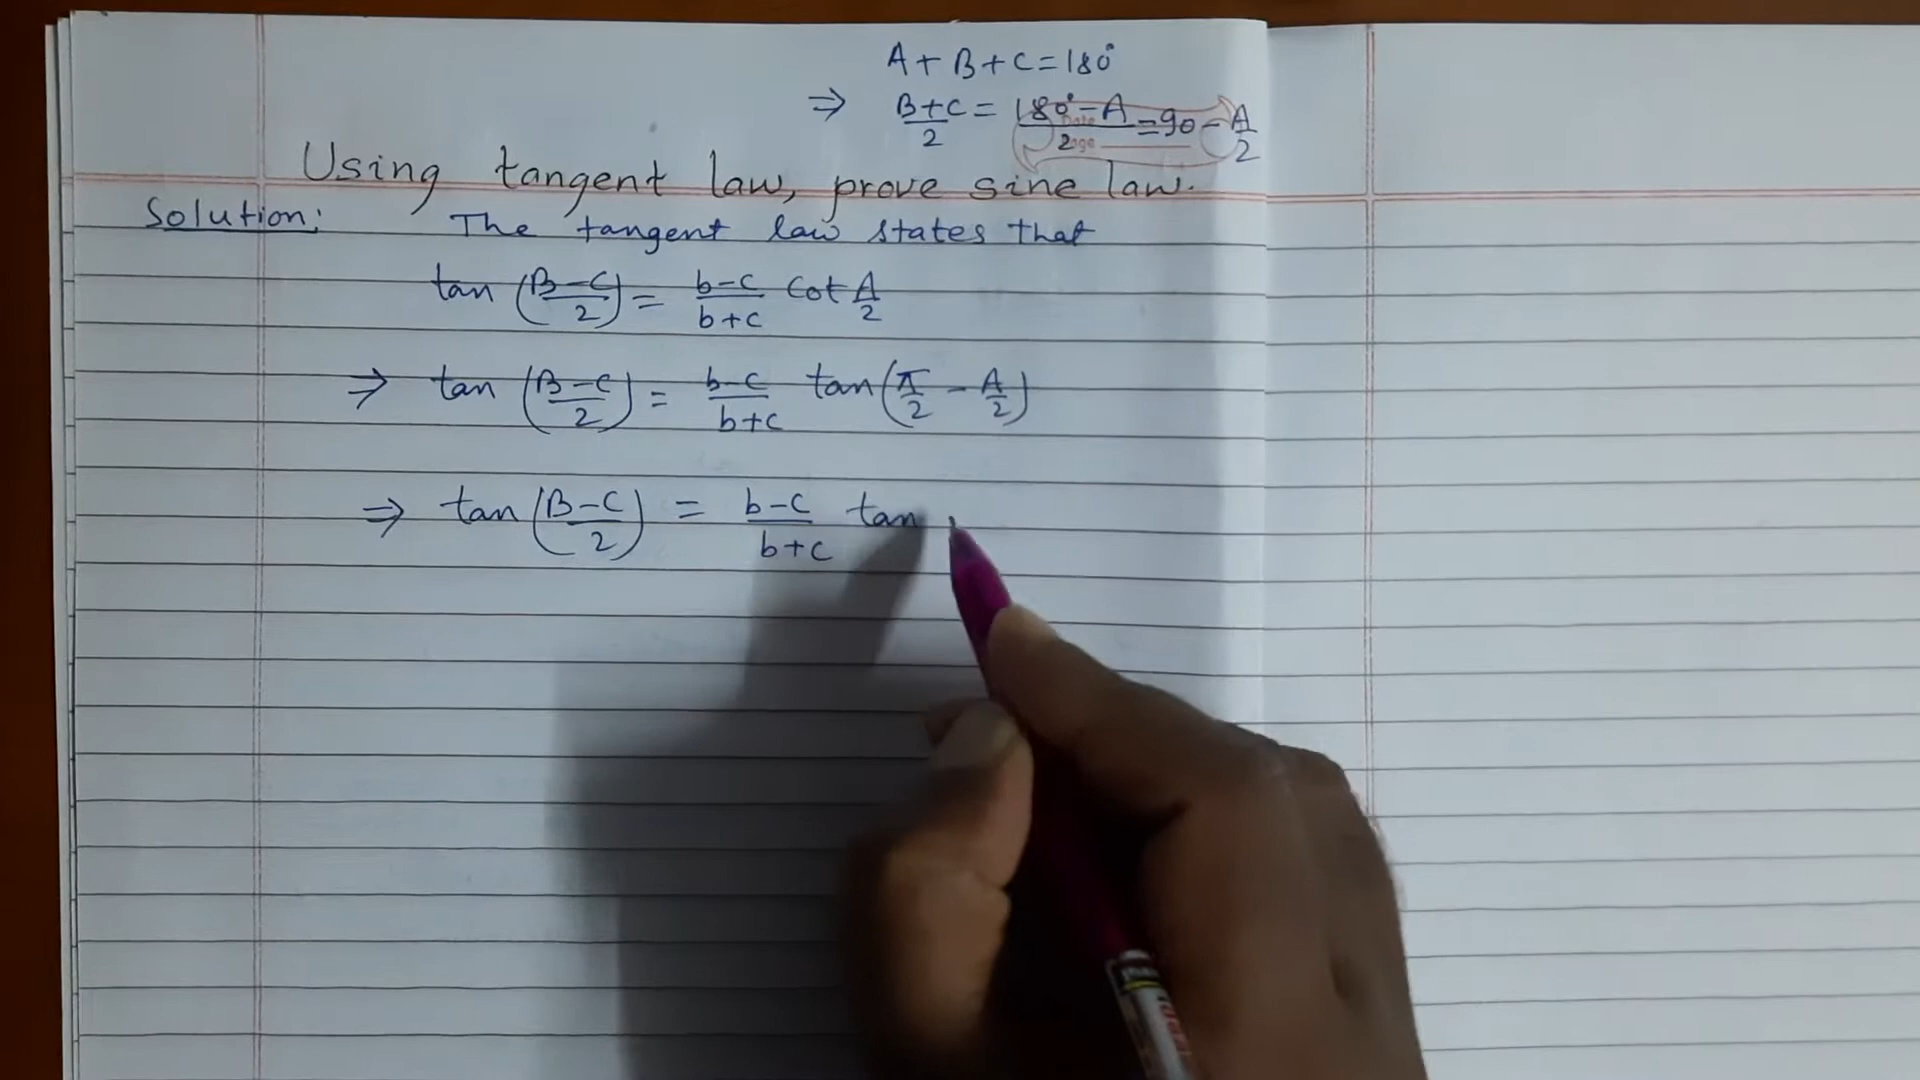 A + B + C = 180°
⇒ (B+C)/2 = (180° - A)/2 = 90 - A/2
Using tangent law, prove sine law.
Solution: The tangent law states that
tan ((B-C)/2) = (b-c)/(b+c) cot A/2
⇒ tan ((B-C)/2) = (b-c)/(b+c) tan (π/2 - A/2)
⇒ tan ((B-C)/2) = (b-c)/(b+c) tan